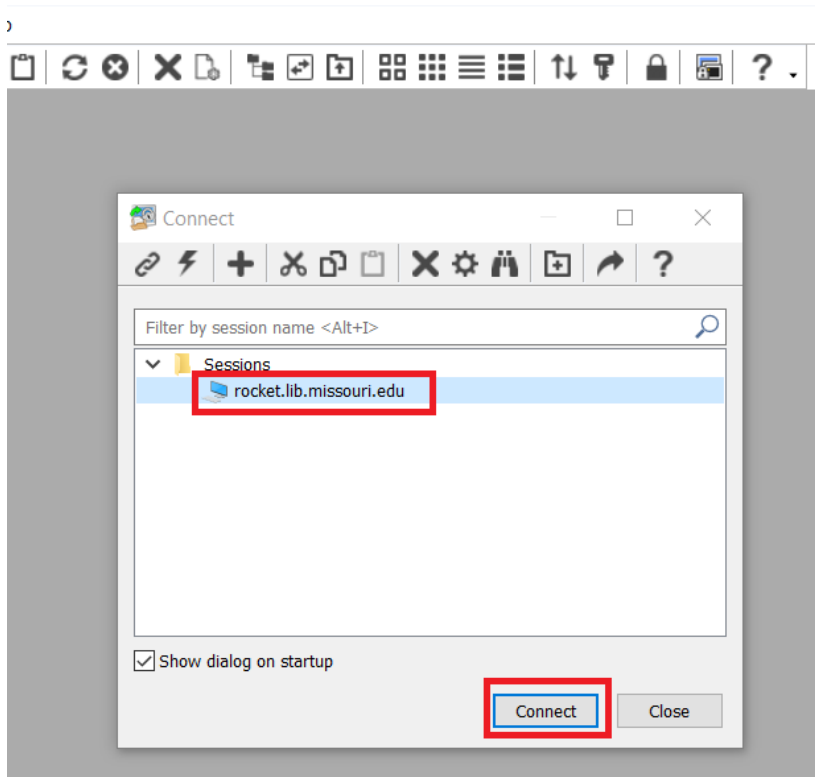 Connect
Filter by session name <Alt+I>
Sessions
rocket.lib.missouri.edu
Show dialog on startup
Connect
Close